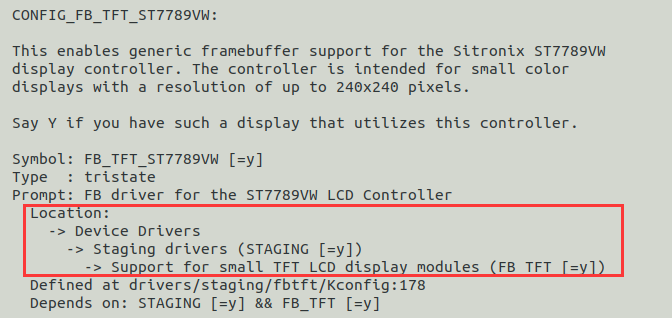 CONFIG_FB_TFT_ST7789VW:
This enables generic framebuffer support for the Sitronix ST7789VW
display controller. The controller is intended for small color
displays with a resolution of up to 240x240 pixels.
Say Y if you have such a display that utilizes this controller.
Symbol: FB_TFT_ST7789VW [=y]
Type  : tristate
Prompt: FB driver for the ST7789VW LCD Controller
  Location:
    -> Device Drivers
      -> Staging drivers (STAGING [=y])
        -> Support for small TFT LCD display modules (FB_TFT [=y])
  Defined at drivers/staging/fbtft/Kconfig:178
  Depends on: STAGING [=y] && FB_TFT [=y]